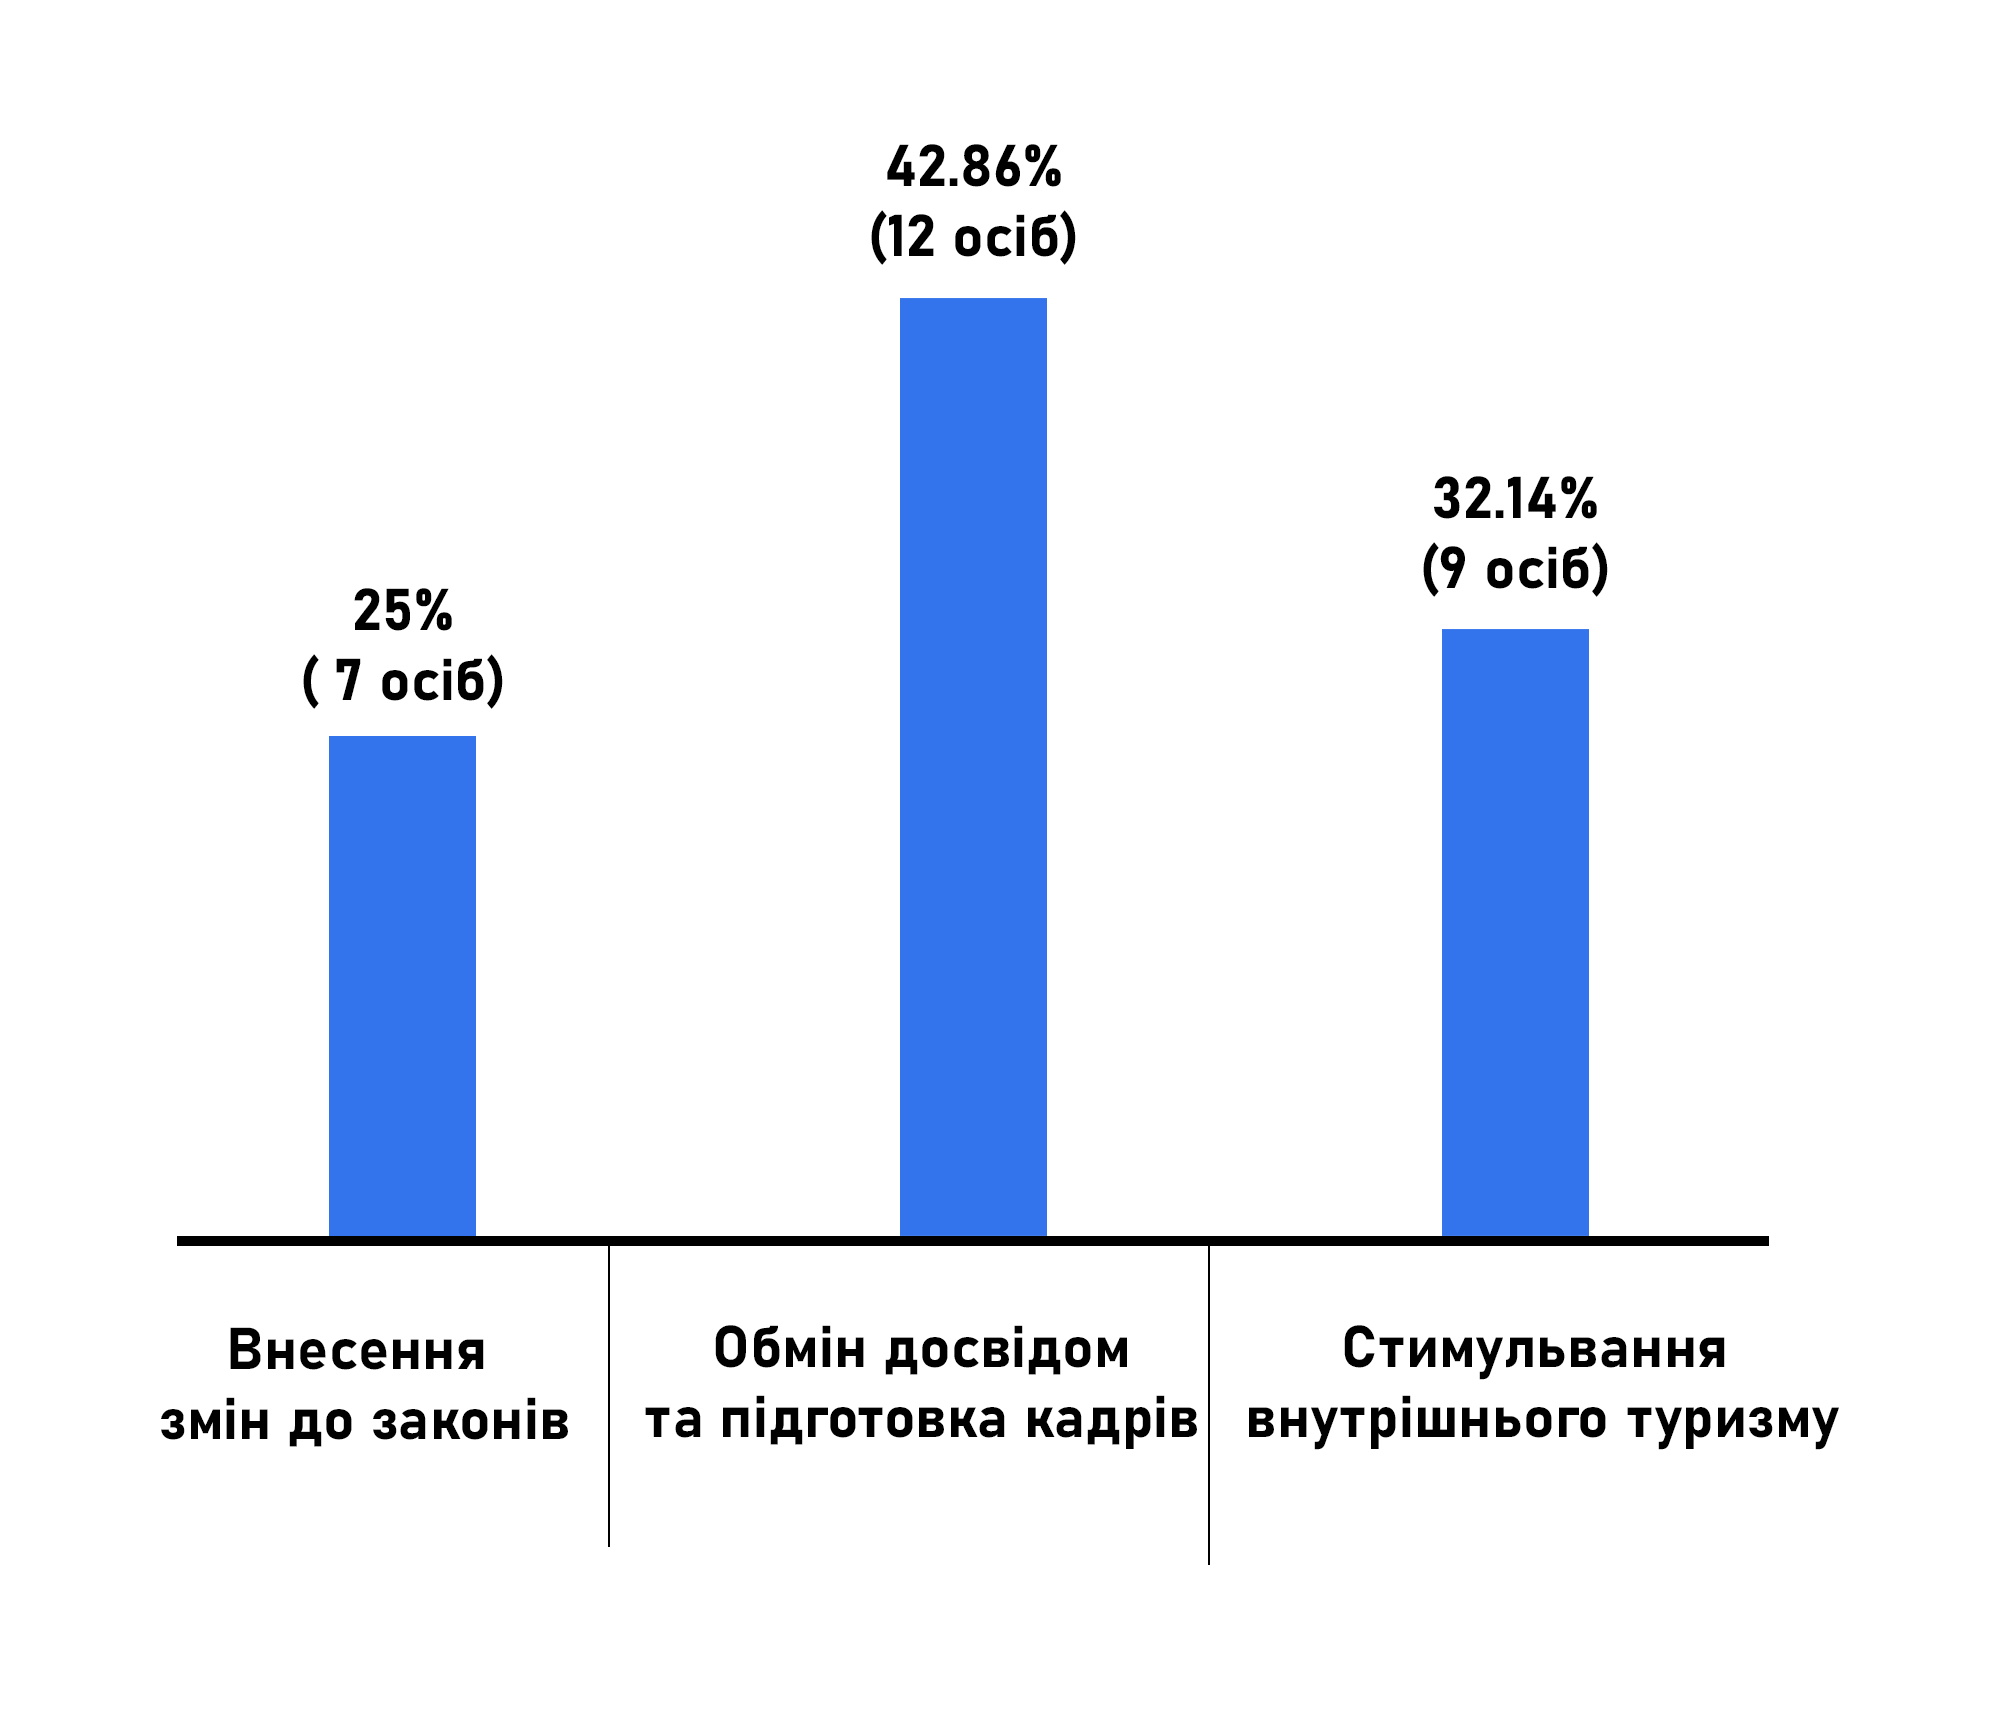 42.86%
(12 осіб)
32.14%
(9 осіб)
25%
( 7 осіб)
Внесення
змін до законів
Обмін досвідом
та підготовка кадрів
Стимульвання
внутрішнього туризму